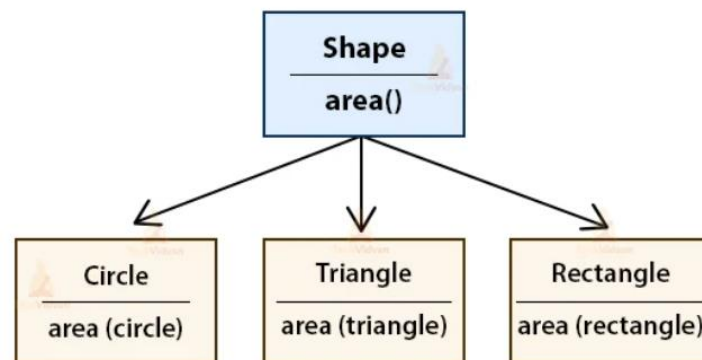 Shape
area()
Circle
area (circle)
Triangle
area (triangle)
Rectangle
area (rectangle)